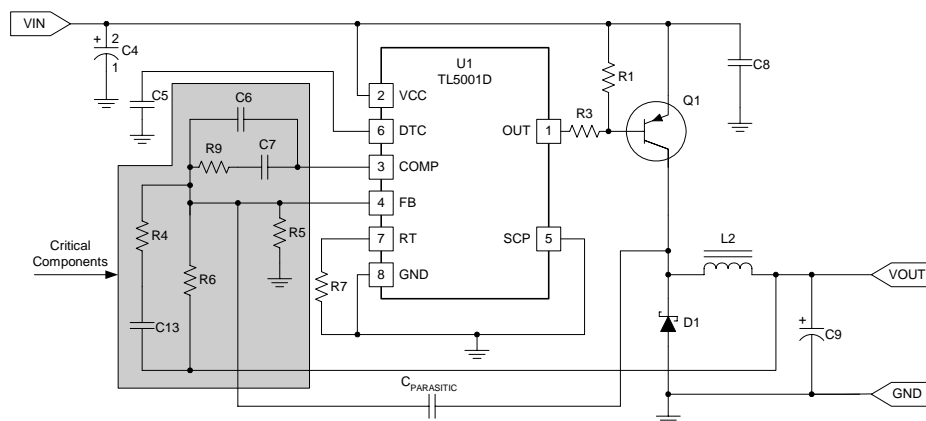 VIN
+ 2
C4
1
C5
C6
R9
C7
R4
R6
C13
R5
R7
Critical
Components
U1
TL5001D
2 VCC
6 DTC
3 COMP
4 FB
7 RT
8 GND
OUT 1
SCP 5
R3
R1
Q1
C8
L2
D1
+
C9
VOUT
GND
CPARASITIC